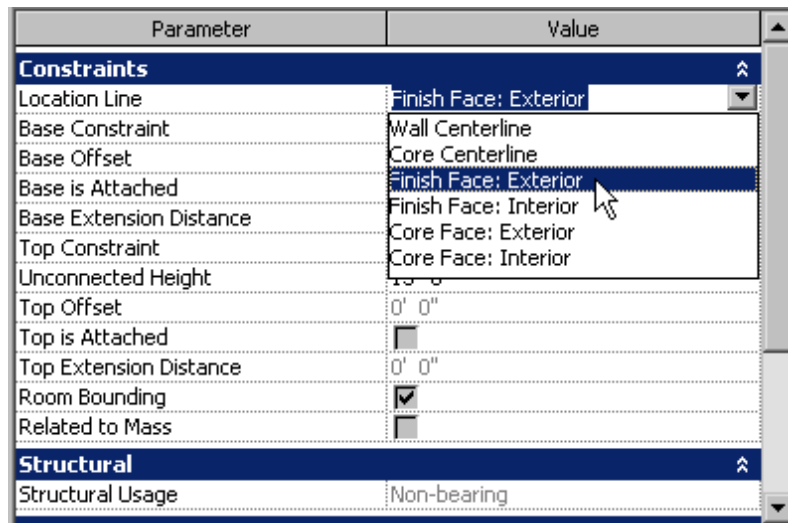 Parameter Value
Constraints
Location Line Finish Face: Exterior
Base Constraint Wall Centerline
Base Offset Core Centerline
Base is Attached Finish Face: Exterior
Base Extension Distance Finish Face: Interior
Top Constraint Core Face: Exterior
Core Face: Interior
Unconnected Height
Top Offset 0' 0"
Top is Attached
Top Extension Distance 0' 0"
Room Bounding
Related to Mass
Structural
Structural Usage Non-bearing